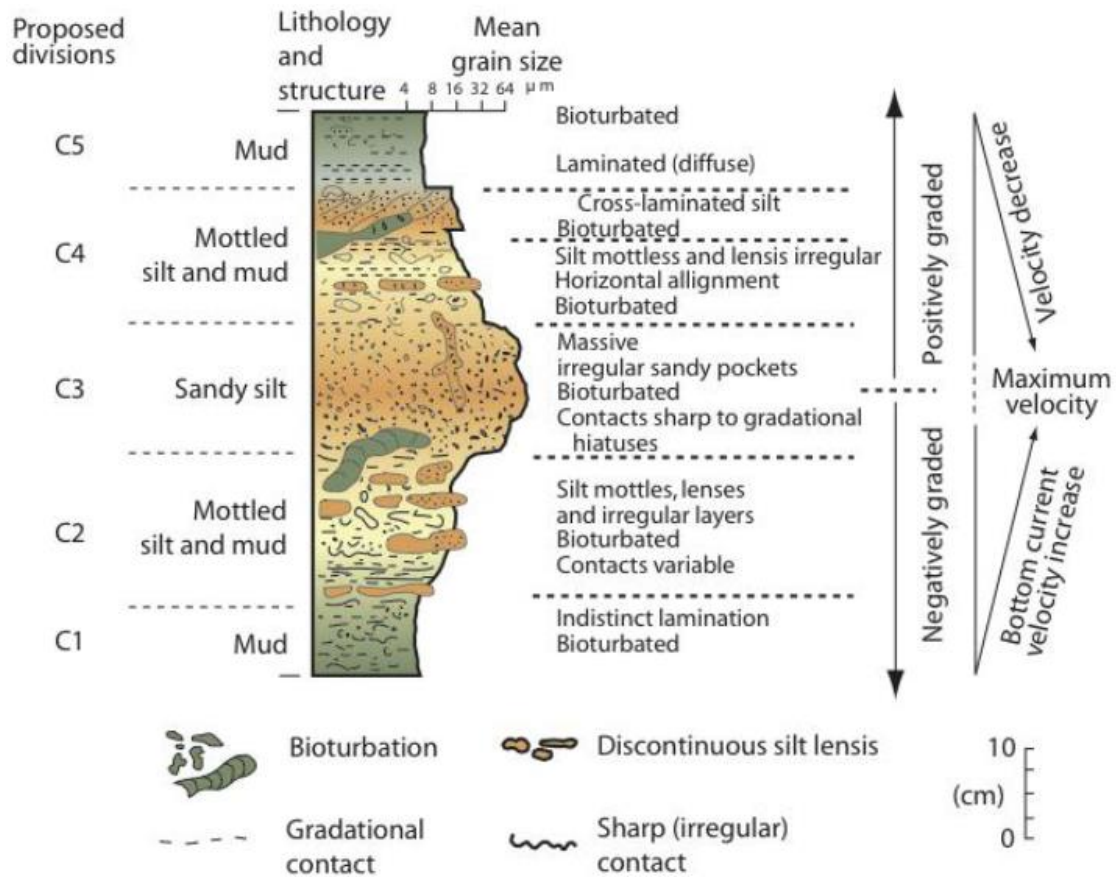 Proposed
divisions
Lithology
and
structure
Mean
grain size
4 8 16 32 64 μm
C5
Mud
Bioturbated
Laminated (diffuse)
C4
Mottled
silt and mud
Cross-laminated silt
Bioturbated
Silt mottless and lensis irregular
Horizontal allignment
Bioturbated
C3
Sandy silt
Massive
irregular sandy pockets
Bioturbated
Contacts sharp to gradational
hiatuses
C2
Mottled
silt and mud
Silt mottles, lenses
and irregular layers
Bioturbated
Contacts variable
C1
Mud
Indistinct lamination
Bioturbated
Positively graded
Negatively graded
Velocity decrease
Maximum
velocity
Bottom current
velocity increase
Bioturbation
Discontinuous silt lensis
Gradational
contact
Sharp (irregular)
contact
10
(cm)
0